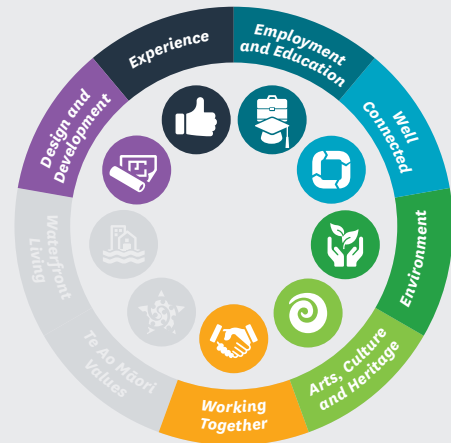 Experience
Employment
and Education
Well
Connected
Environment
Arts, Culture
and Heritage
Working
Together
Te Ao Māori
Values
Waterfront
Living
Design and
Development